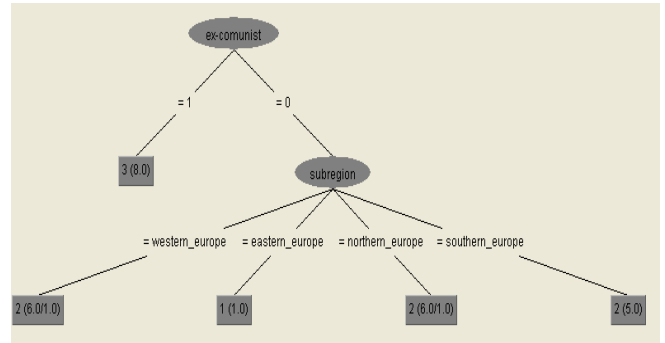 ex-comunist
= 1
= 0
3 (8.0)
subregion
= western_europe
= eastern_europe
= northern_europe
= southern_europe
2 (6.0/1.0)
1 (1.0)
2 (6.0/1.0)
2 (5.0)